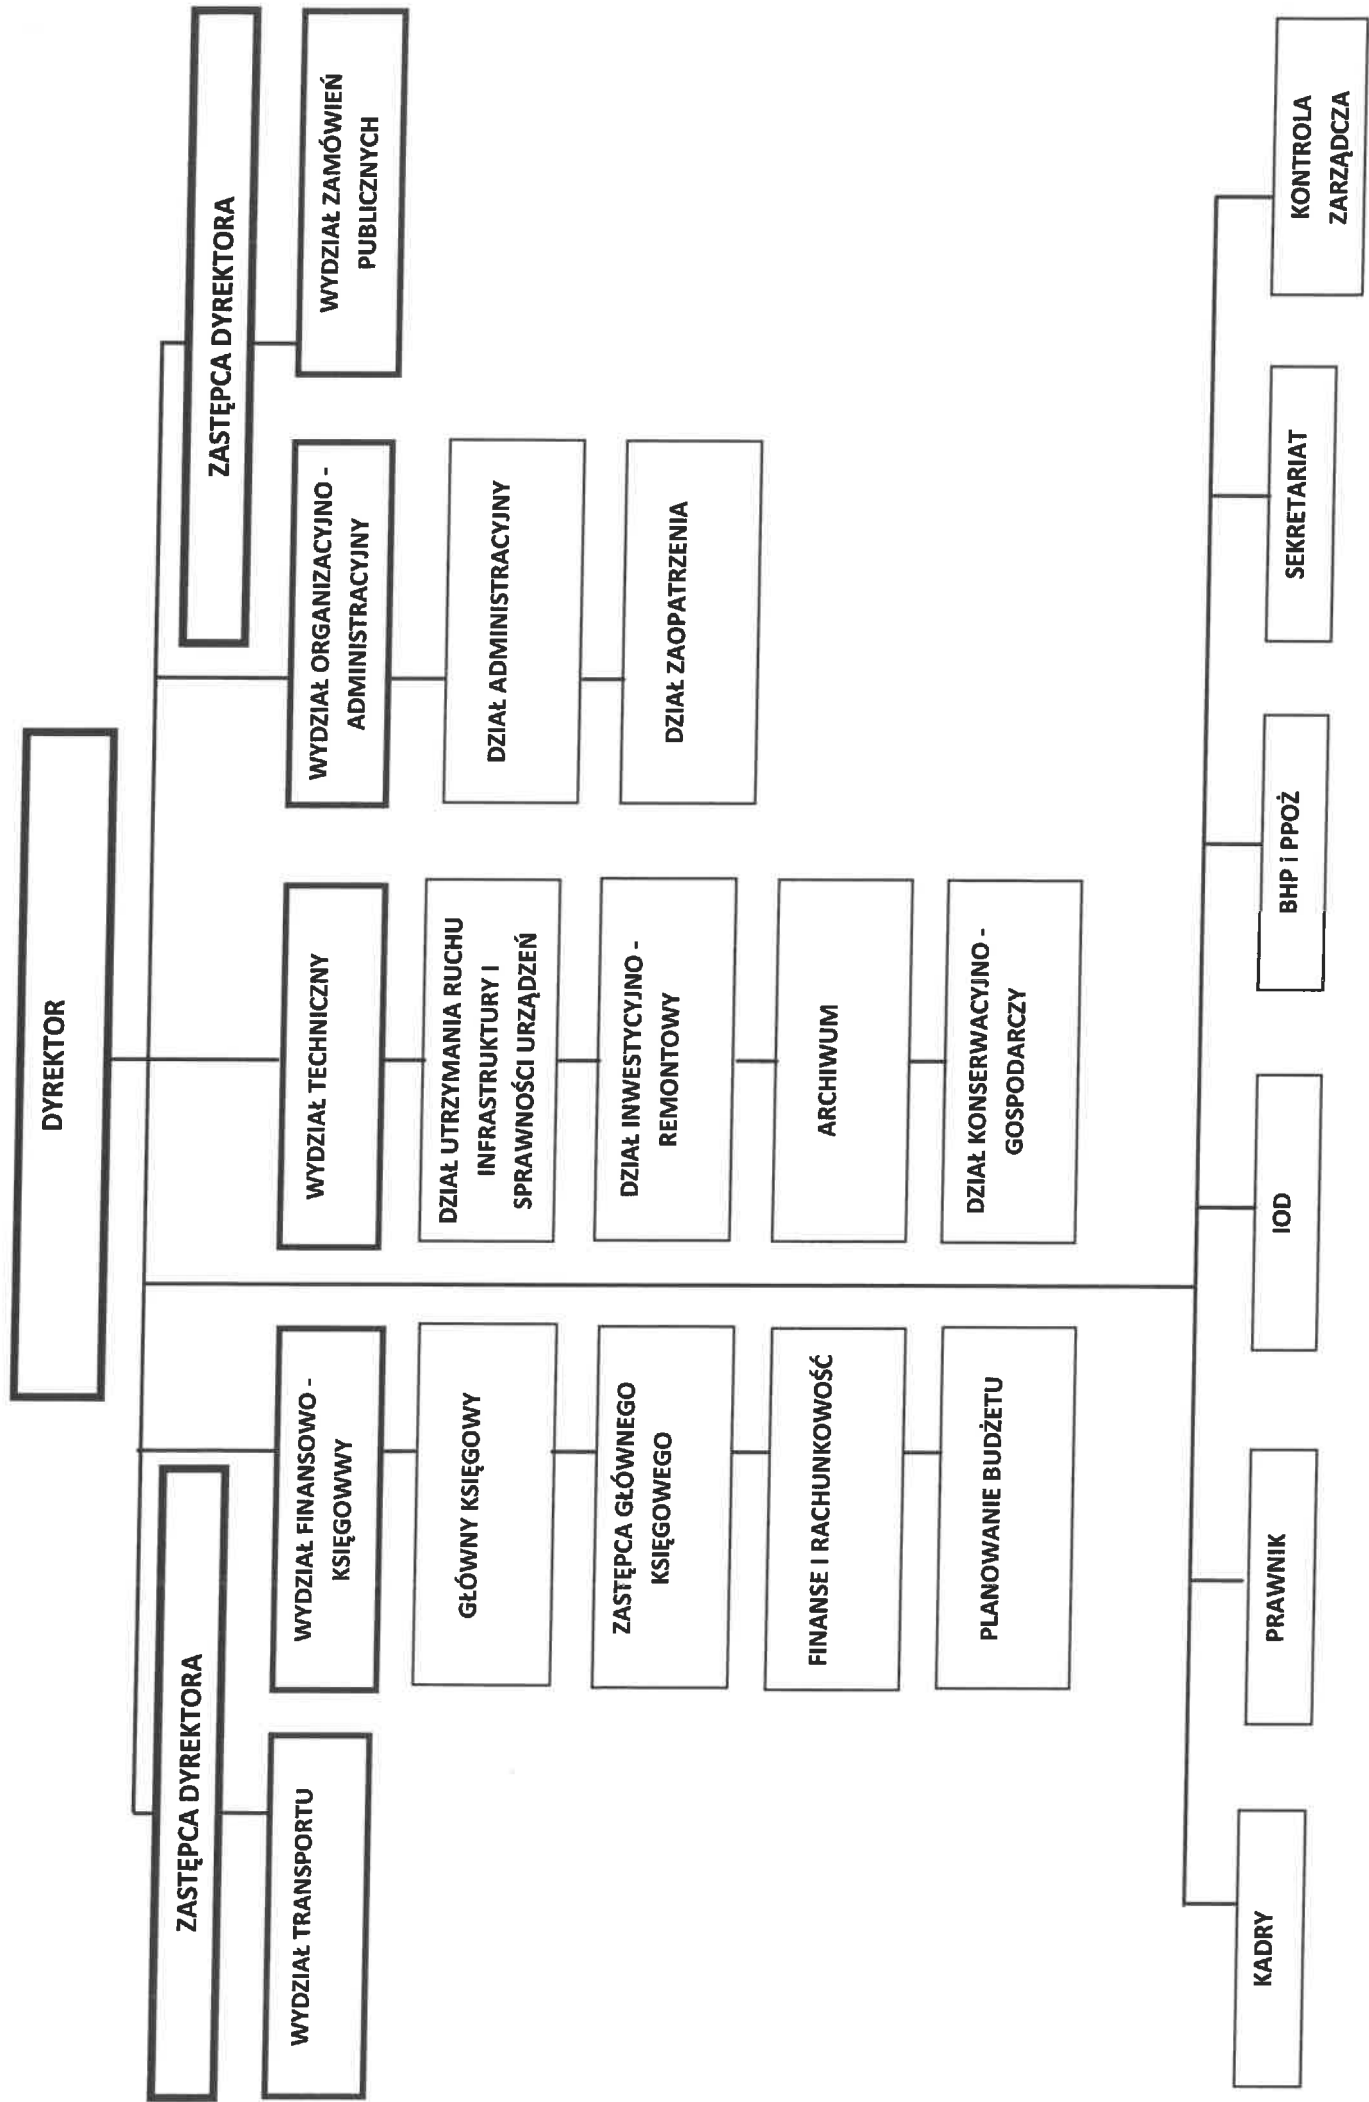 DYREKTOR
ZASTĘPCA DYREKTORA
ZASTĘPCA DYREKTORA
WYDZIAŁ TRANSPORTU
WYDZIAŁ FINANSOWO -
KSIĘGOWWY
WYDZIAŁ TECHNICZNY
WYDZIAŁ ORGANIZACYJNO -
ADMINISTRACYJNY
WYDZIAŁ ZAMÓWIEŃ
PUBLICZNYCH
GŁÓWNY KSIĘGOWY
DZIAŁ UTRZYMANIA RUCHU
INFRASTRUKTURY I
SPRAWNOŚCI URZĄDZEŃ
DZIAŁ ADMINISTRACYJNY
ZASTĘPCA GŁÓWNEGO
KSIĘGOWEGO
DZIAŁ INWESTYCYJNO -
REMONTOWY
DZIAŁ ZAOPATRZENIA
FINANSE I RACHUNKOWOŚĆ
ARCHIWUM
PLANOWANIE BUDŻETU
DZIAŁ KONSERWACYJNO -
GOSPODARCZY
KADRY
PRAWNIK
IOD
BHP i PPOŻ
SEKRETARIAT
KONTROLA
ZARZĄDCZA